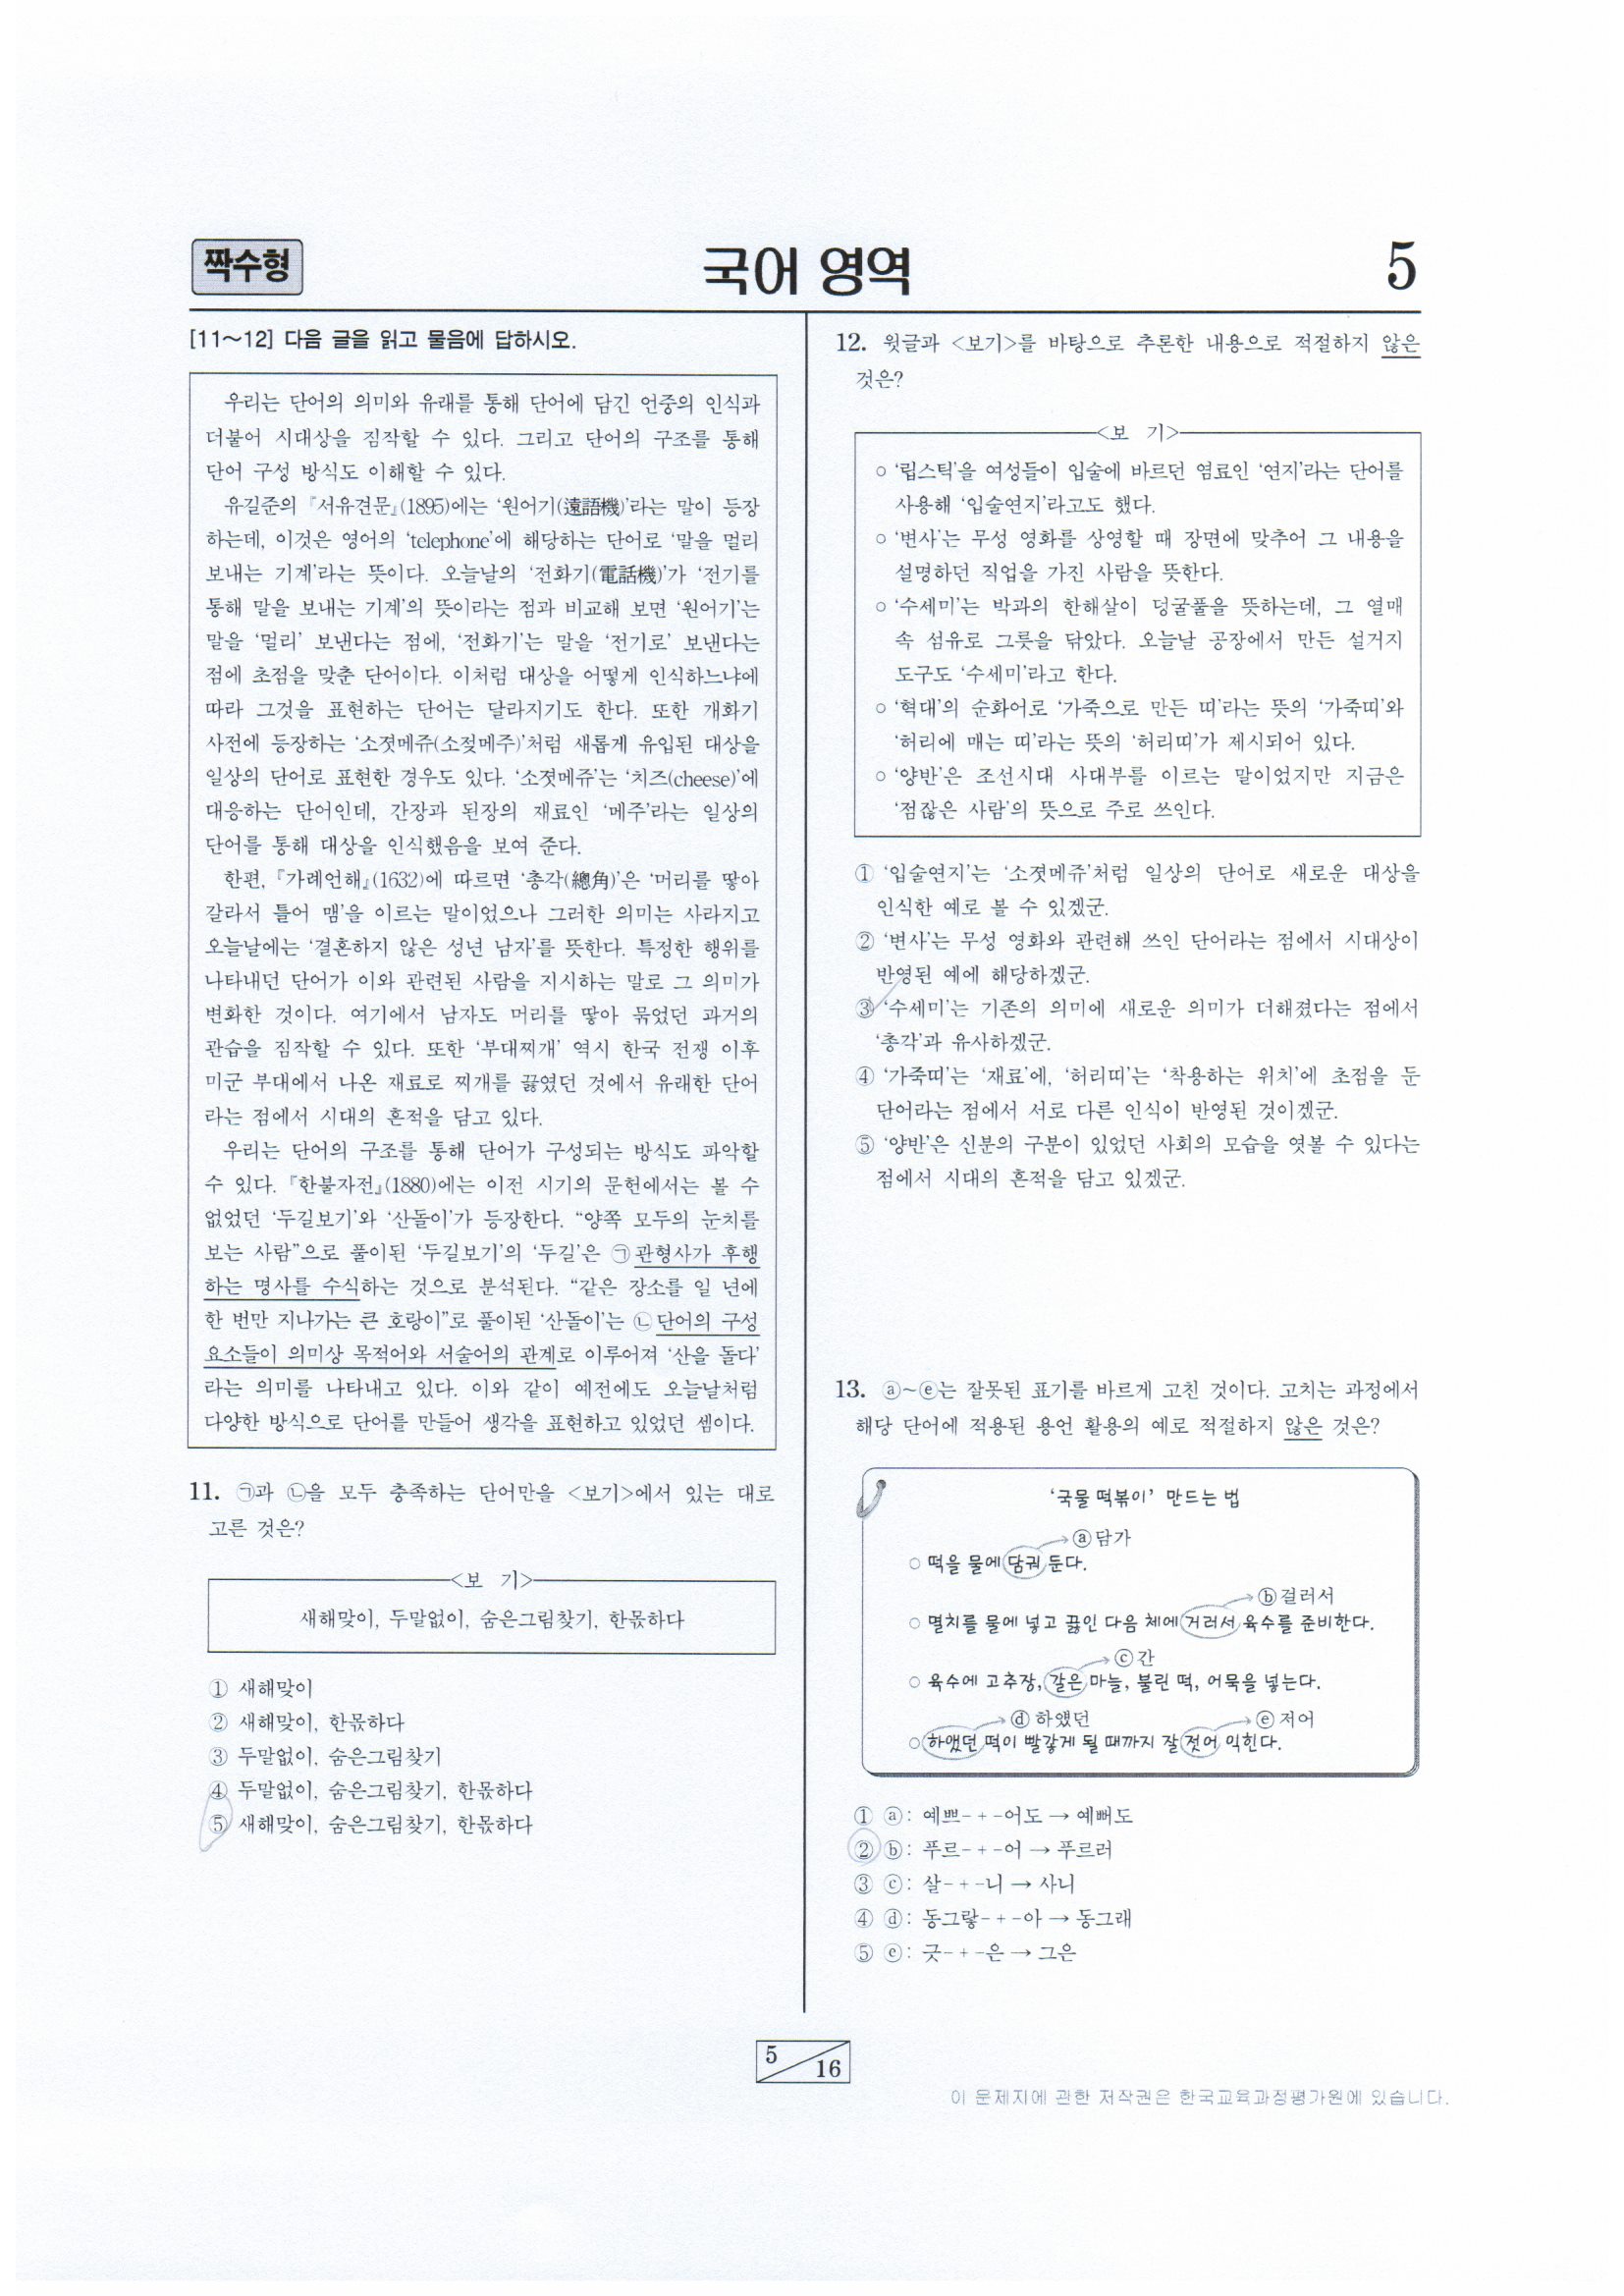 짝수형
국어 영역
5
[11～12] 다음 글을 읽고 물음에 답하시오.
우리는 단어의 의미와 유래를 통해 단어에 담긴 언중의 인식과
더불어 시대상을 짐작할 수 있다. 그리고 단어의 구조를 통해
단어 구성 방식도 이해할 수 있다.
유길준의 『서유견문』(1895)에는 ‘원어기(遠語機)’라는 말이 등장
하는데, 이것은 영어의 ‘telephone’에 해당하는 단어로 ‘말을 멀리
보내는 기계’라는 뜻이다. 오늘날의 ‘전화기(電話機)’가 ‘전기를
통해 말을 보내는 기계’의 뜻이라는 점과 비교해 보면 ‘원어기’는
말을 ‘멀리’ 보낸다는 점에, ‘전화기’는 말을 ‘전기로’ 보낸다는
점에 초점을 맞춘 단어이다. 이처럼 대상을 어떻게 인식하느냐에
따라 그것을 표현하는 단어는 달라지기도 한다. 또한 개화기
사전에 등장하는 ‘소졋메쥬(소젖메주)’처럼 새롭게 유입된 대상을
일상의 단어로 표현한 경우도 있다. ‘소졋메쥬’는 ‘치즈(cheese)’에
대응하는 단어인데, 간장과 된장의 재료인 ‘메주’라는 일상의
단어를 통해 대상을 인식했음을 보여 준다.
한편, 『가례언해』(1632)에 따르면 ‘총각(總角)’은 ‘머리를 땋아
갈라서 틀어 맴’을 이르는 말이었으나 그러한 의미는 사라지고
오늘날에는 ‘결혼하지 않은 성년 남자’를 뜻한다. 특정한 행위를
나타내던 단어가 이와 관련된 사람을 지시하는 말로 그 의미가
변화한 것이다. 여기에서 남자도 머리를 땋아 묶었던 과거의
관습을 짐작할 수 있다. 또한 ‘부대찌개’ 역시 한국 전쟁 이후
미군 부대에서 나온 재료로 찌개를 끓였던 것에서 유래한 단어
라는 점에서 시대의 흔적을 담고 있다.
우리는 단어의 구조를 통해 단어가 구성되는 방식도 파악할
수 있다. 『한불자전』(1880)에는 이전 시기의 문헌에서는 볼 수
없었던 ‘두길보기’와 ‘산돌이’가 등장한다. “양쪽 모두의 눈치를
보는 사람”으로 풀이된 ‘두길보기’의 ‘두길’은 ㉠관형사가 후행
하는 명사를 수식하는 것으로 분석된다. “같은 장소를 일 년에
한 번만 지나가는 큰 호랑이”로 풀이된 ‘산돌이’는 ㉡단어의 구성
요소들이 의미상 목적어와 서술어의 관계로 이루어져 ‘산을 돌다’
라는 의미를 나타내고 있다. 이와 같이 예전에도 오늘날처럼
다양한 방식으로 단어를 만들어 생각을 표현하고 있었던 셈이다.
11. ㉠과 ㉡을 모두 충족하는 단어만을 <보기>에서 있는 대로
고른 것은?
<보 기>
새해맞이, 두말없이, 숨은그림찾기, 한몫하다
① 새해맞이
② 새해맞이, 한몫하다
③ 두말없이, 숨은그림찾기
④ 두말없이, 숨은그림찾기, 한몫하다
⑤ 새해맞이, 숨은그림찾기, 한몫하다
12. 윗글과 <보기>를 바탕으로 추론한 내용으로 적절하지 않은
것은?
<보 기>
○ ‘립스틱’을 여성들이 입술에 바르던 염료인 ‘연지’라는 단어를
사용해 ‘입술연지’라고도 했다.
○ ‘변사’는 무성 영화를 상영할 때 장면에 맞추어 그 내용을
설명하던 직업을 가진 사람을 뜻한다.
○ ‘수세미’는 박과의 한해살이 덩굴풀을 뜻하는데, 그 열매
속 섬유로 그릇을 닦았다. 오늘날 공장에서 만든 설거지
도구도 ‘수세미’라고 한다.
○ ‘혁대’의 순화어로 ‘가죽으로 만든 띠’라는 뜻의 ‘가죽띠’와
‘허리에 매는 띠’라는 뜻의 ‘허리띠’가 제시되어 있다.
○ ‘양반’은 조선시대 사대부를 이르는 말이었지만 지금은
‘점잖은 사람’의 뜻으로 주로 쓰인다.
① ‘입술연지’는 ‘소졋메쥬’처럼 일상의 단어로 새로운 대상을
인식한 예로 볼 수 있겠군.
② ‘변사’는 무성 영화와 관련해 쓰인 단어라는 점에서 시대상이
반영된 예에 해당하겠군.
③ ‘수세미’는 기존의 의미에 새로운 의미가 더해졌다는 점에서
‘총각’과 유사하겠군.
④ ‘가죽띠’는 ‘재료’에, ‘허리띠’는 ‘착용하는 위치’에 초점을 둔
단어라는 점에서 서로 다른 인식이 반영된 것이겠군.
⑤ ‘양반’은 신분의 구분이 있었던 사회의 모습을 엿볼 수 있다는
점에서 시대의 흔적을 담고 있겠군.
13. ⓐ～ⓔ는 잘못된 표기를 바르게 고친 것이다. 고치는 과정에서
해당 단어에 적용된 용언 활용의 예로 적절하지 않은 것은?
‘국물 떡볶이’ 만드는 법
ⓐ담가
○ 떡을 물에 담궈 둔다.
ⓑ걸러서
○ 멸치를 물에 넣고 끓인 다음 체에 거러서 육수를 준비한다.
ⓒ간
○ 육수에 고추장, 갈은 마늘, 불린 떡, 어묵을 넣는다.
ⓓ하얬던 ⓔ저어
○ 하앴던 떡이 빨갛게 될 때까지 잘 젓어 익힌다.
① ⓐ: 예쁘- + -어도 → 예뻐도
② ⓑ: 푸르- + -어 → 푸르러
③ ⓒ: 살- + -니 → 사니
④ ⓓ: 동그랗- + -아 → 동그래
⑤ ⓔ: 긋- + -은 → 그은
5
16
이 문제지에 관한 저작권은 한국교육과정평가원에 있습니다.